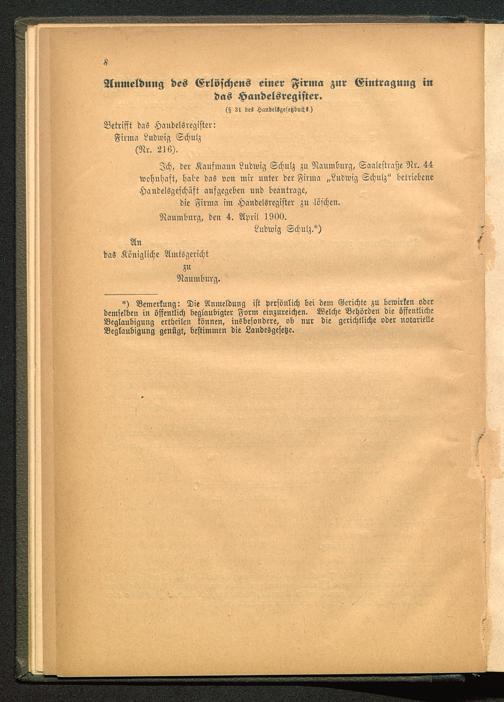 8
Anmeldung des Erlöschens einer Firma zur Eintragung in
das Handelsregister.
(§ 31 des Handelsgesetzbuchs.)
Betrifft das Handelsregister:
Firma Ludwig Schulz
(Nr. 216).
Ich, der Kaufmann Ludwig Schulz zu Naumburg, Saalestraße Nr. 44
wohnhaft, habe das von mir unter der Firma „Ludwig Schulz“ betriebene
Handelsgeschäft aufgegeben und beantrage,
die Firma im Handelsregister zu löschen.
Naumburg, den 4. April 1900.
Ludwig Schulz.*)
An
das Königliche Amtsgericht
zu
Naumburg.
*) Bemerkung: Die Anmeldung ist persönlich bei dem Gerichte zu bewirken oder
demselben in öffentlich beglaubigter Form einzureichen. Welche Behörden die öffentliche
Beglaubigung ertheilen können, insbesondere, ob nur die gerichtliche oder notarielle
Beglaubigung genügt, bestimmen die Landesgesetze.